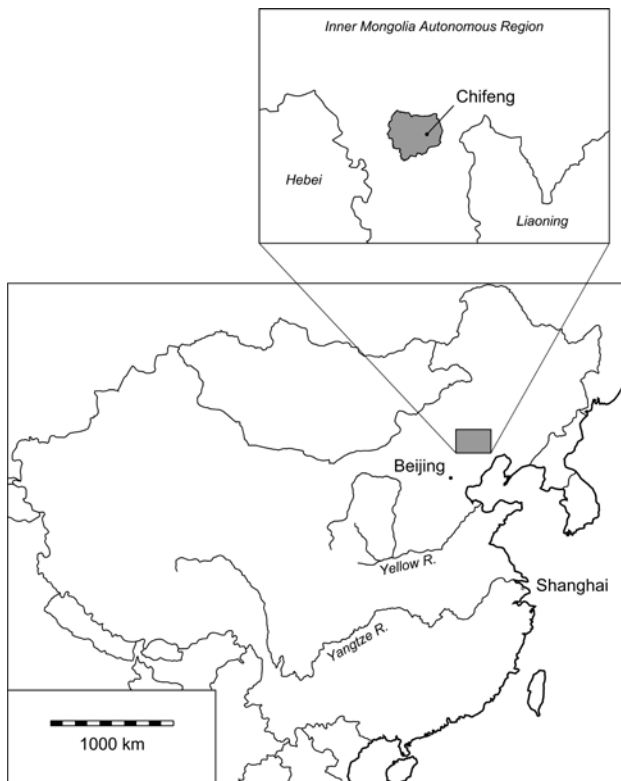 Inner Mongolia Autonomous Region
Chifeng
Hebei
Liaoning
Beijing
Yellow R.
Shanghai
Yangtze R.
1000 km